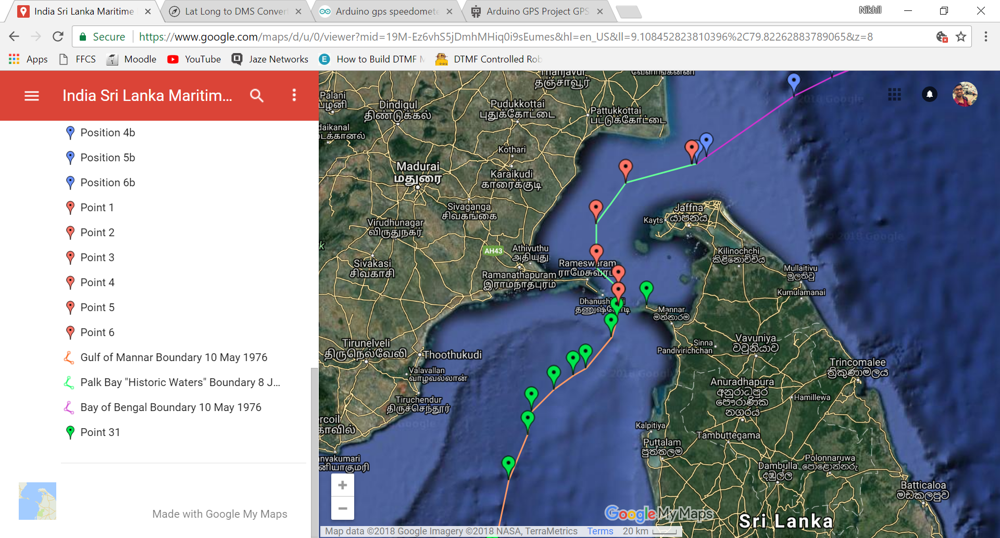 India Sri Lanka Maritime
Lat Long to DMS Conver
Arduino gps speedomete
Arduino GPS Project GPS
Nikhil
Secure
https://www.google.com/maps/d/u/0/viewer?mid=19M-Ez6vhS5jDmhMHiq0i9sEumes&hl=en_US&ll=9.108452823810396%2C79.82262883789065&z=8
Apps
FFCS
Moodle
YouTube
Jaze Networks
How to Build DTMF
DTMF Controlled Rob
India Sri Lanka Maritim...
Position 4b
Position 5b
Position 6b
Point 1
Point 2
Point 3
Point 4
Point 5
Point 6
Gulf of Mannar Boundary 10 May 1976
Palk Bay "Historic Waters" Boundary 8 J...
Bay of Bengal Boundary 10 May 1976
Point 31
Made with Google My Maps
Thanjavur
தஞ்சாவூர்
வேளாங்கண்ணி
Palani
பழனி
Dindigul
திண்டுக்கல்
Pudukkottai
புதுக்கோட்டை
Pattukkottai
பட்டுக்கோட்டை
daikanal
டைக்கானல்
Kothari
Madurai
மதுரை
Karaikudi
காரைக்குடி
Sivaganga
சிவகங்கை
Virudhunagar
விருதுநகர்
Jaffna
යාපනය
Kayts
AH43
Athiyuthu
அதியுது
Sivakasi
சிவகாசி
Rameswaram
Ramanathapuram
இராமநாதபுரம்
Kilinochchi
කිළිනොච්චිය
Mullaitivu
මුලතිව්
Kumulamanai
Mannar
මන්නාරම
Tirunelveli
திருநெல்வேலி
Thoothukudi
Sinna
Pandivirichchan
Vavuniya
වවුනියාව
Trincomalee
ත්‍රිකුණාමලය
Valavallan
வாழவல்லான்
Anuradhapura
අනුරාධපුර
පෞරාණික
නගරය
Hamillewa
Tiruchendur
திருச்செந்தூர்
ercoil
கோவில்
Kalpitiya
Tambuttegama
Puttalam
පුත්තලම
anyakumari
னியாகுமரி
Dambulla
දඹුල්ල
Polonnaruwa
පොළොන්නරුව
Batticaloa
මඩකලපුව
Sri Lanka
Google My Maps
Map data ©2018 Google Imagery ©2018 NASA, TerraMetrics
Terms
20 km